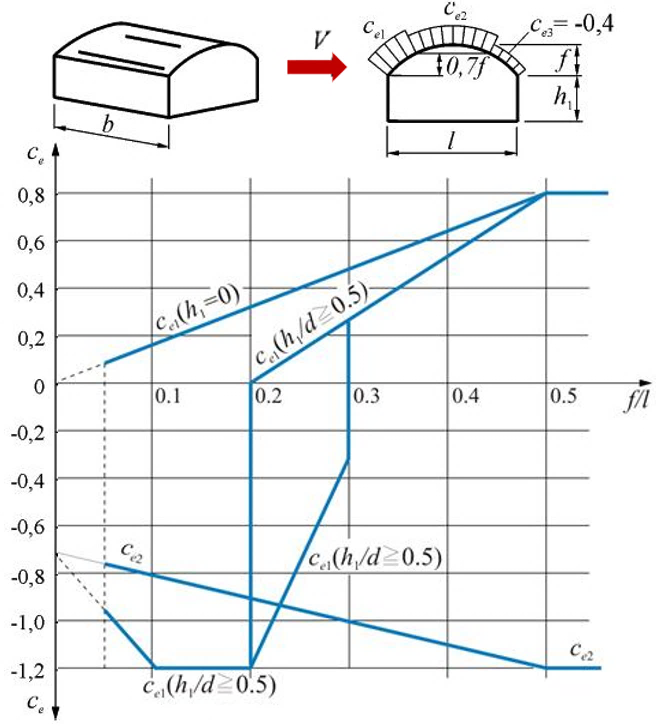 c_e1
c_e2
c_e3= -0,4
V
0,7f
f
h_1
b
l
c_e
0,8
0,6
0,4
0,2
0
-0,2
-0,4
-0,6
-0,8
-1,0
-1,2
c_e
c_e1(h_1=0)
c_e1(h_1/d≧0.5)
0.1
0.2
0.3
0.4
0.5
f/l
c_e2
c_e1(h_1/d≧0.5)
c_e2
c_e1(h_1/d≧0.5)